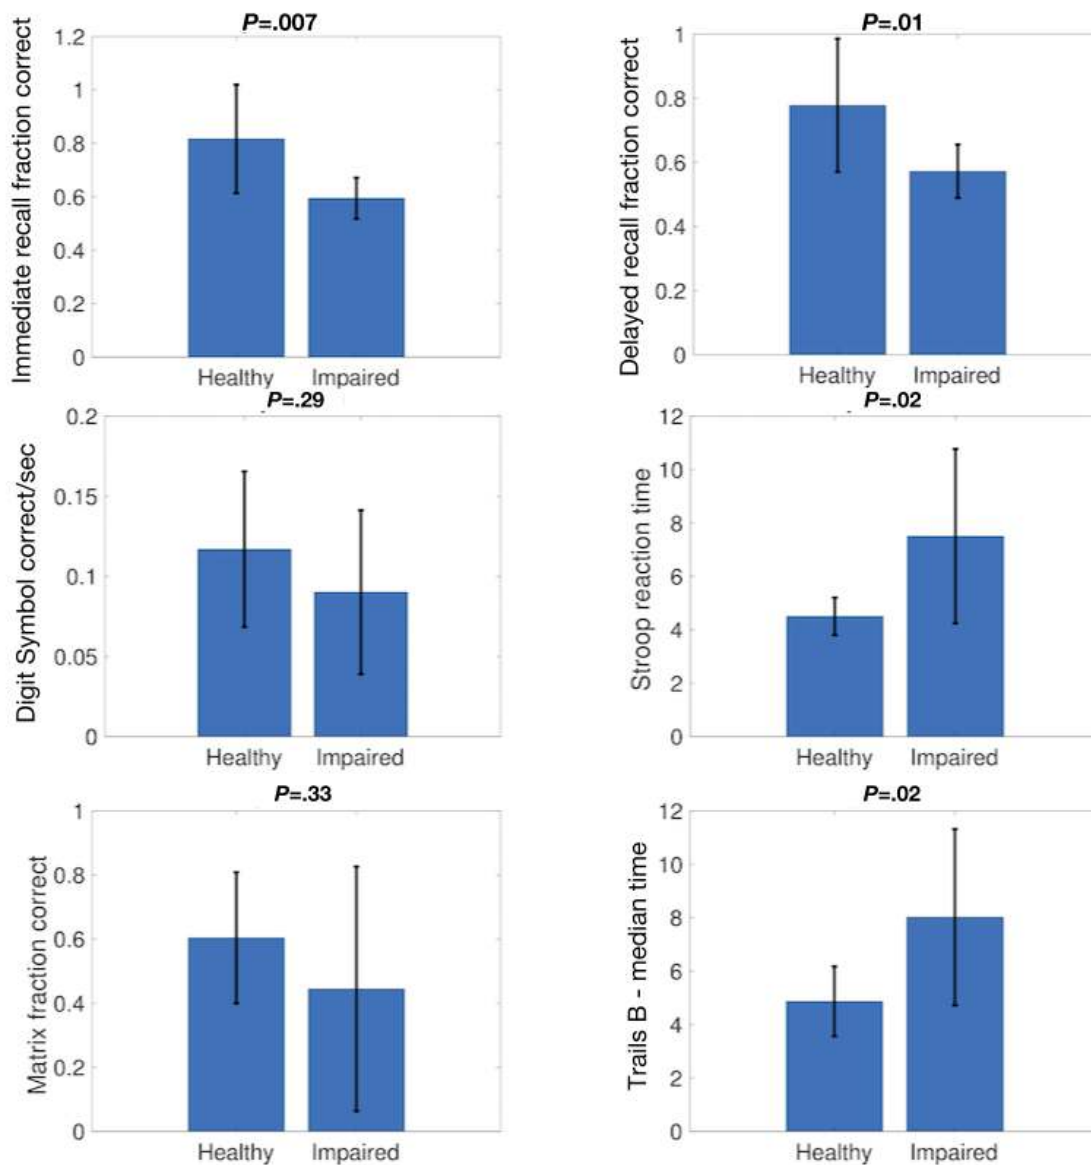 P=.007
Immediate recall fraction correct
1.2
1
0.8
0.6
0.4
0.2
0
Healthy Impaired
P=.01
Delayed recall fraction correct
1
0.8
0.6
0.4
0.2
0
Healthy Impaired
P=.29
Digit Symbol correct/sec
0.2
0.15
0.1
0.05
0
Healthy Impaired
P=.02
Stroop reaction time
12
10
8
6
4
2
0
Healthy Impaired
P=.33
Matrix fraction correct
1
0.8
0.6
0.4
0.2
0
Healthy Impaired
P=.02
Trails B - median time
12
10
8
6
4
2
0
Healthy Impaired